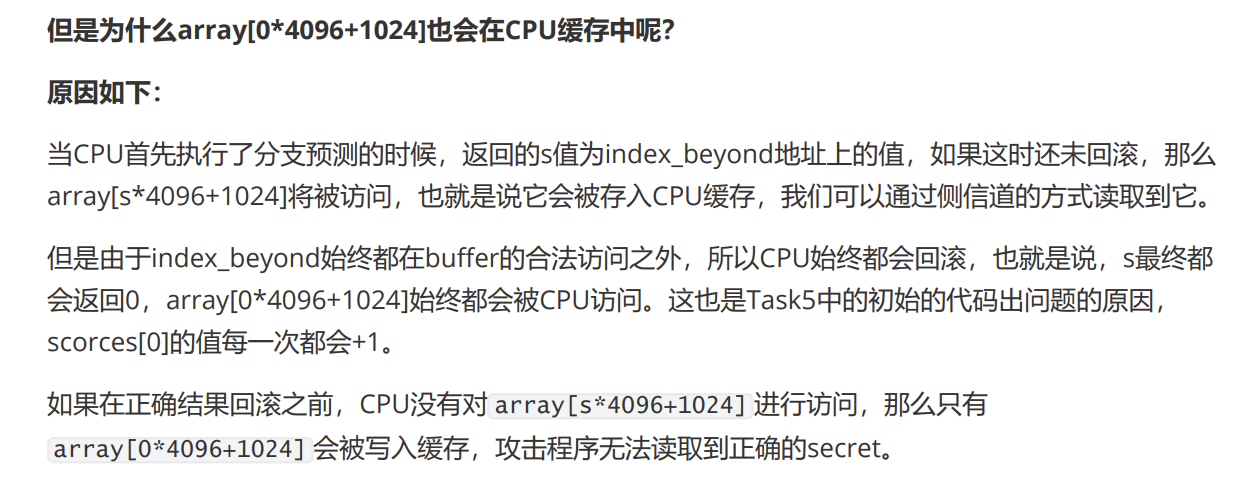 但是为什么array[0*4096+1024]也会在CPU缓存中呢？
原因如下：
当CPU首先执行了分支预测的时候，返回的s值为index_beyond地址上的值，如果这时还未回滚，那么
array[s*4096+1024]将被访问，也就是说它会被存入CPU缓存，我们可以通过侧信道的方式读取到它。
但是由于index_beyond始终都在buffer的合法访问之外，所以CPU始终都会回滚，也就是说，s最终都
会返回0，array[0*4096+1024]始终都会被CPU访问。这也是Task5中的初始的代码出问题的原因，
scorces[0]的值每一次都会+1。
如果在正确结果回滚之前，CPU没有对array[s*4096+1024]进行访问，那么只有
array[0*4096+1024]会被写入缓存，攻击程序无法读取到正确的secret。